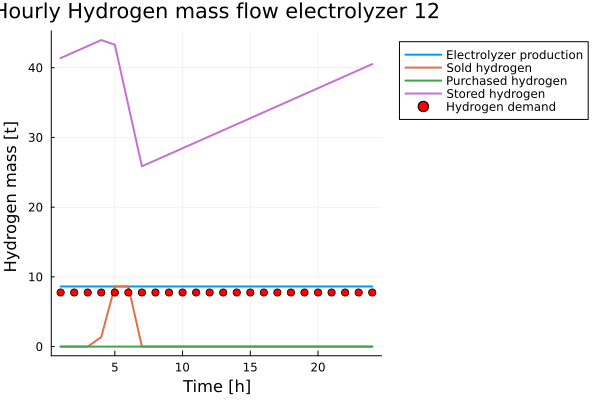 Hourly Hydrogen mass flow electrolyzer 12
Electrolyzer production
Sold hydrogen
Purchased hydrogen
Stored hydrogen
Hydrogen demand
Hydrogen mass [t]
40
30
20
10
0
5
10
15
20
Time [h]